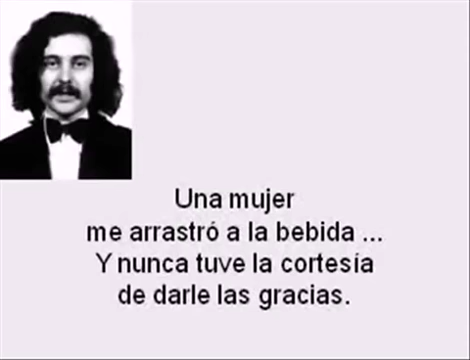 Una mujer
me arrastró a la bebida ...
Y nunca tuve la cortesía
de darle las gracias.